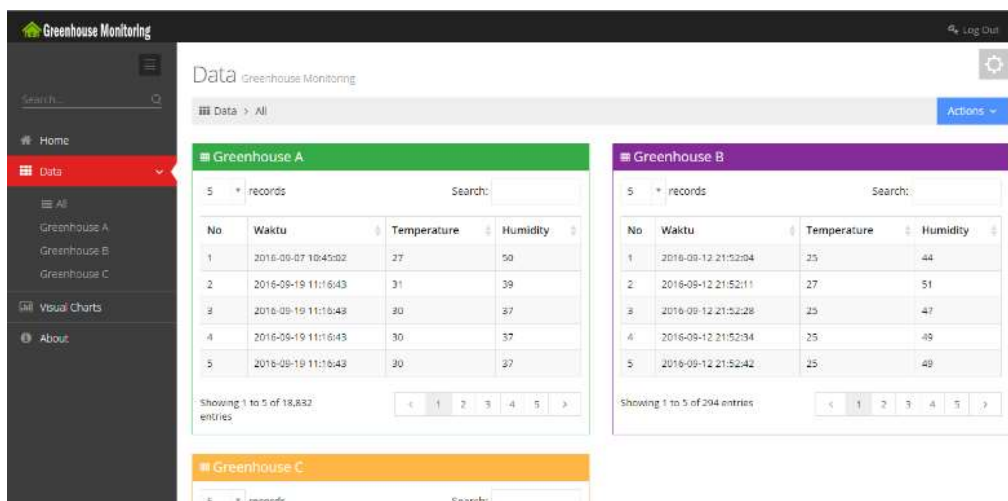 Greenhouse Monitoring
Log Out
Search...
Home
Data
All
Greenhouse A
Greenhouse B
Greenhouse C
Visual Charts
About
Data Greenhouse Monitoring
Data > All
Actions
Greenhouse A
5 records Search:
No Waktu Temperature Humidity
1 2016-09-07 10:45:02 27 50
2 2016-09-19 11:16:43 31 39
3 2016-09-19 11:16:43 30 37
4 2016-09-19 11:16:43 30 37
5 2016-09-19 11:16:43 30 37
Showing 1 to 5 of 18,832
entries
< 1 2 3 4 5 >
Greenhouse B
5 records Search:
No Waktu Temperature Humidity
1 2016-09-12 21:52:04 25 44
2 2016-09-12 21:52:11 27 51
3 2016-09-12 21:52:28 25 47
4 2016-09-12 21:52:34 25 49
5 2016-09-12 21:52:42 25 49
Showing 1 to 5 of 294 entries
< 1 2 3 4 5 >
Greenhouse C
5 records Search: